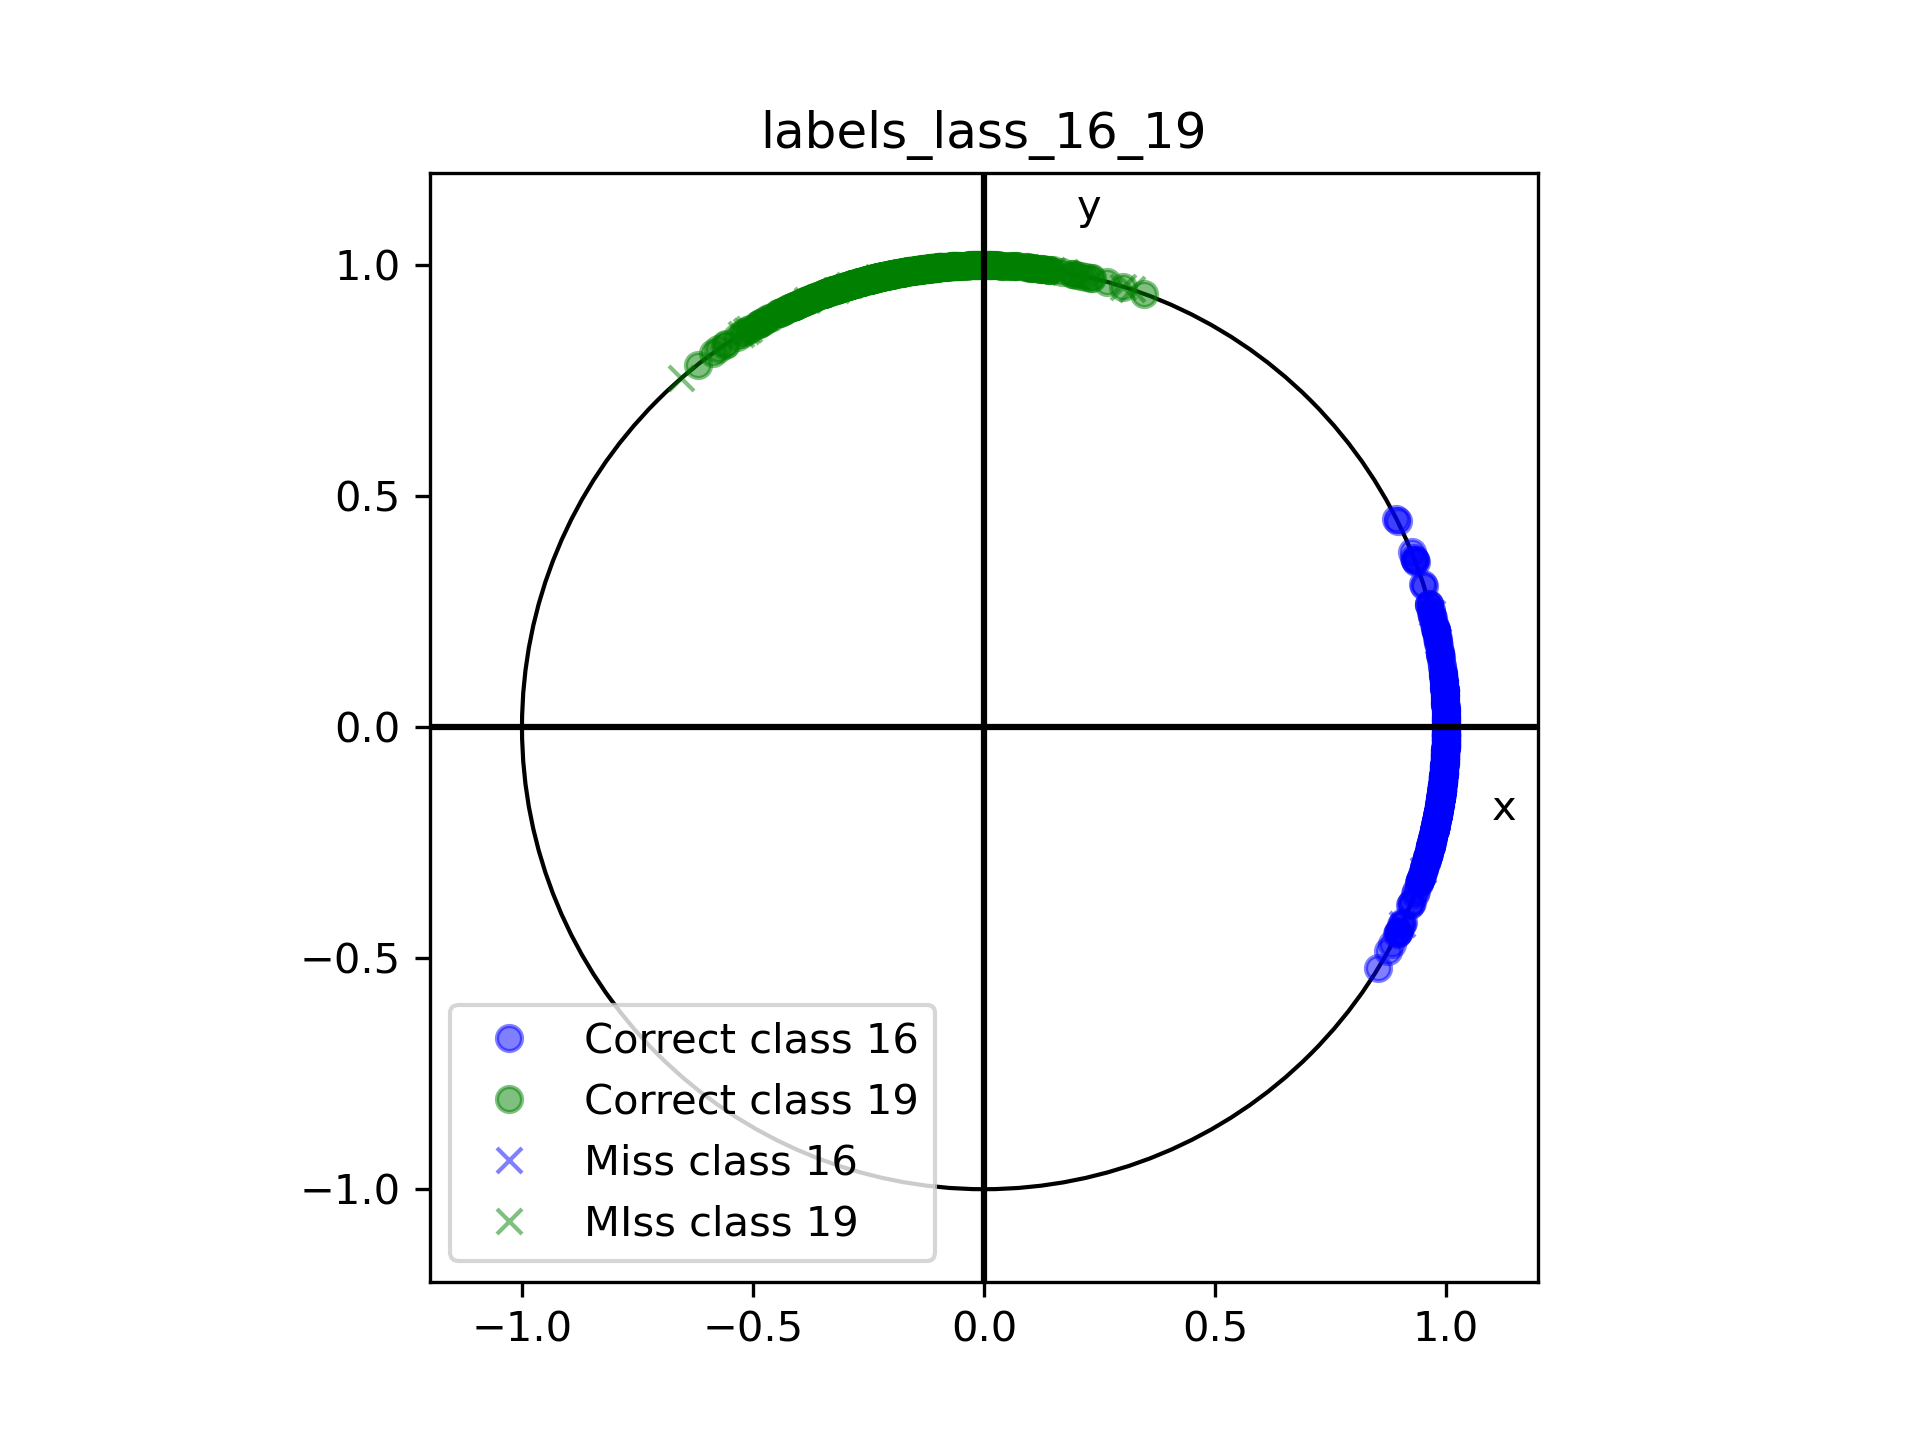 labels_lass_16_19
y
1.0
0.5
0.0
x
−0.5
−1.0
Correct class 16
Correct class 19
Miss class 16
MIss class 19
−1.0 −0.5 0.0 0.5 1.0